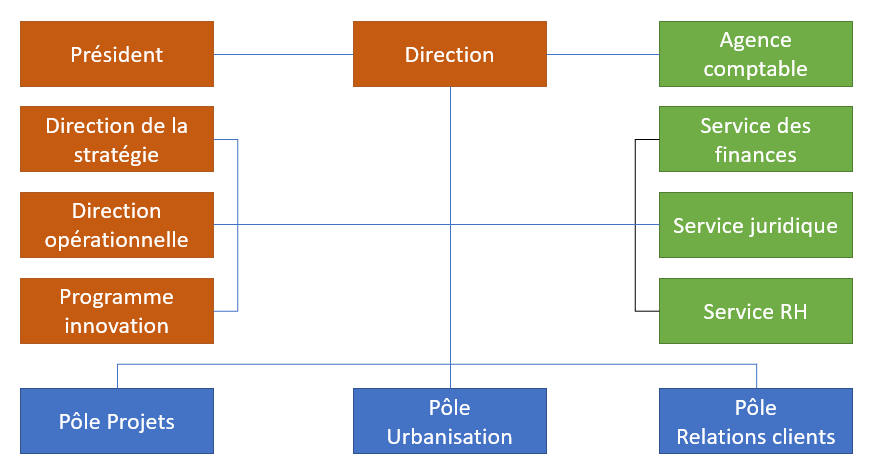 Président
Direction
Agence
comptable
Direction de la
stratégie
Service des
finances
Direction
opérationnelle
Service juridique
Programme
innovation
Service RH
Pôle Projets
Pôle
Urbanisation
Pôle
Relations clients